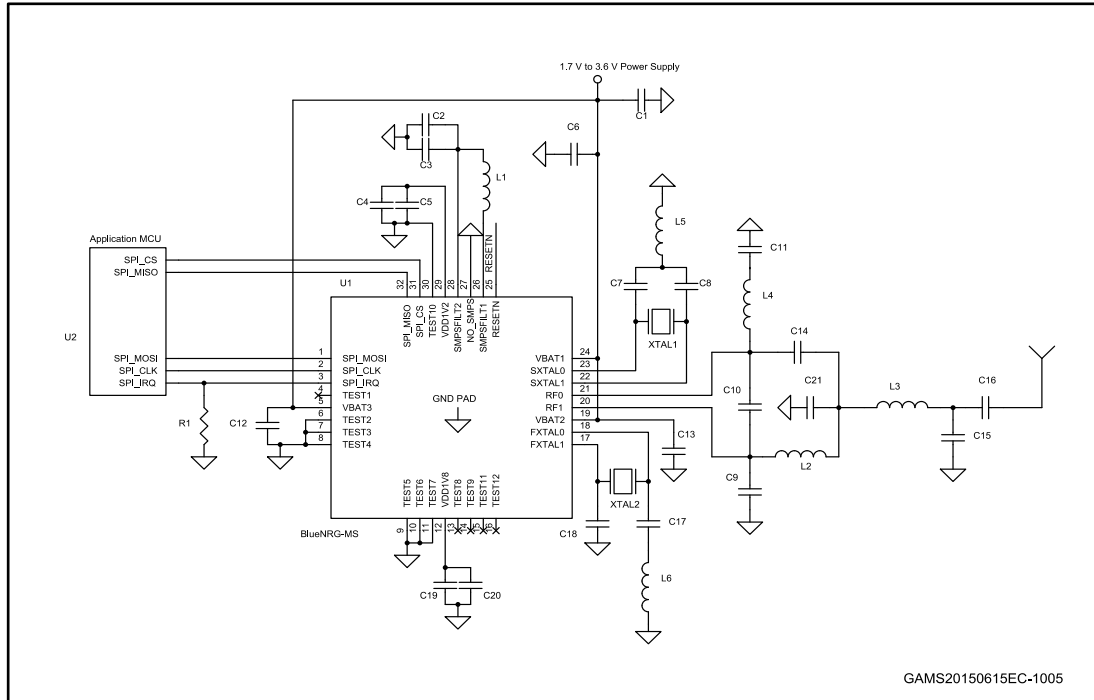 1.7 V to 3.6 V Power Supply
C1
C2
C3
C6
L1
C4
C5
L5
C11
Application MCU
SPI_CS
SPI_MISO
U2
SPI_MOSI
SPI_CLK
SPI_IRQ
R1
C12
U1
32
31
30
29
28
27
26
25
RESETN
SPI_MISO
SPI_CS
TEST10
VDD1V2
SMPSFILT2
NO_SMPS
SMPSFILT1
RESETN
C7
C8
XTAL1
L4
C14
1 SPI_MOSI
2 SPI_CLK
3 SPI_IRQ
4 TEST1
5 VBAT3
6 TEST2
7 TEST3
8 TEST4
GND PAD
VBAT1 24
SXTAL0 23
SXTAL1 22
RF0 21
RF1 20
VBAT2 19
FXTAL0 18
FXTAL1 17
C10
C21
L3
C16
C15
L2
C9
C13
XTAL2
C18
C17
L6
TEST5
TEST6
TEST7
VDD1V8
TEST8
TEST9
TEST11
TEST12
9
10
11
12
13
14
15
16
BlueNRG-MS
C19
C20
GAMS20150615EC-1005